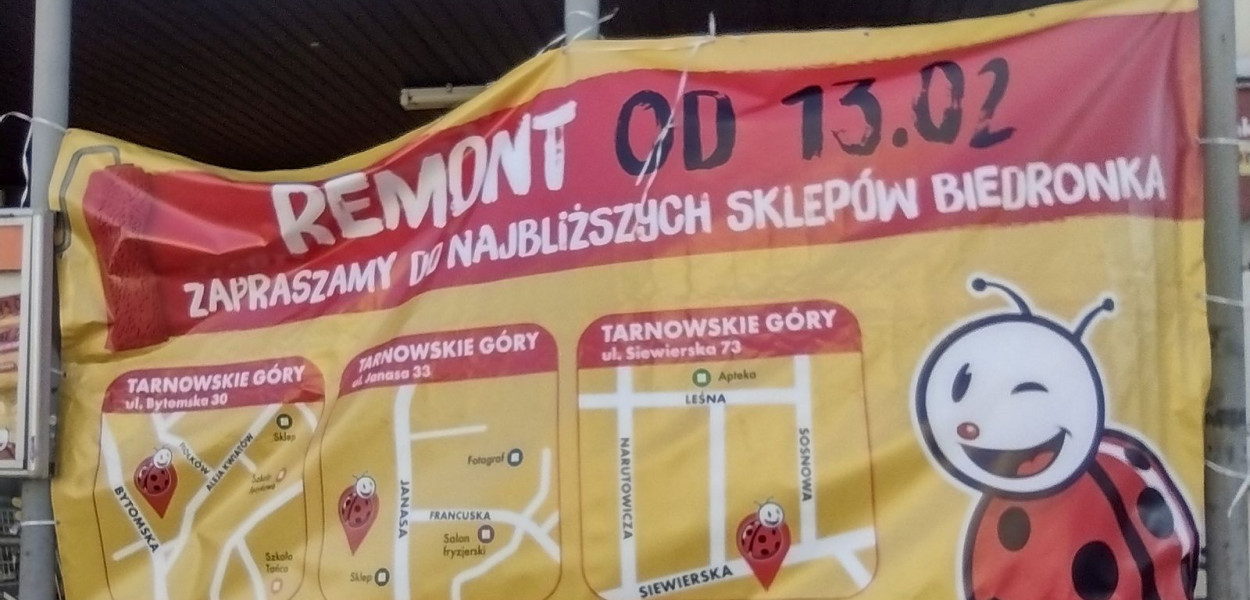 REMONT OD 13.02
ZAPRASZAMY DO NAJBLIŻSZYCH SKLEPÓW BIEDRONKA
TARNOWSKIE GÓRY
ul. Bytomska 30
Sklep
ALEJA KWIATÓW
BYTOMSKA
Szkoła
Tańca
TARNOWSKIE GÓRY
ul. Janasa 33
Fotograf
JANASA
FRANCUSKA
Salon
fryzjerski
Sklep
TARNOWSKIE GÓRY
ul. Siewierska 73
Apteka
LEŚNA
NARUTOWICZA
SOSNOWA
SIEWIERSKA